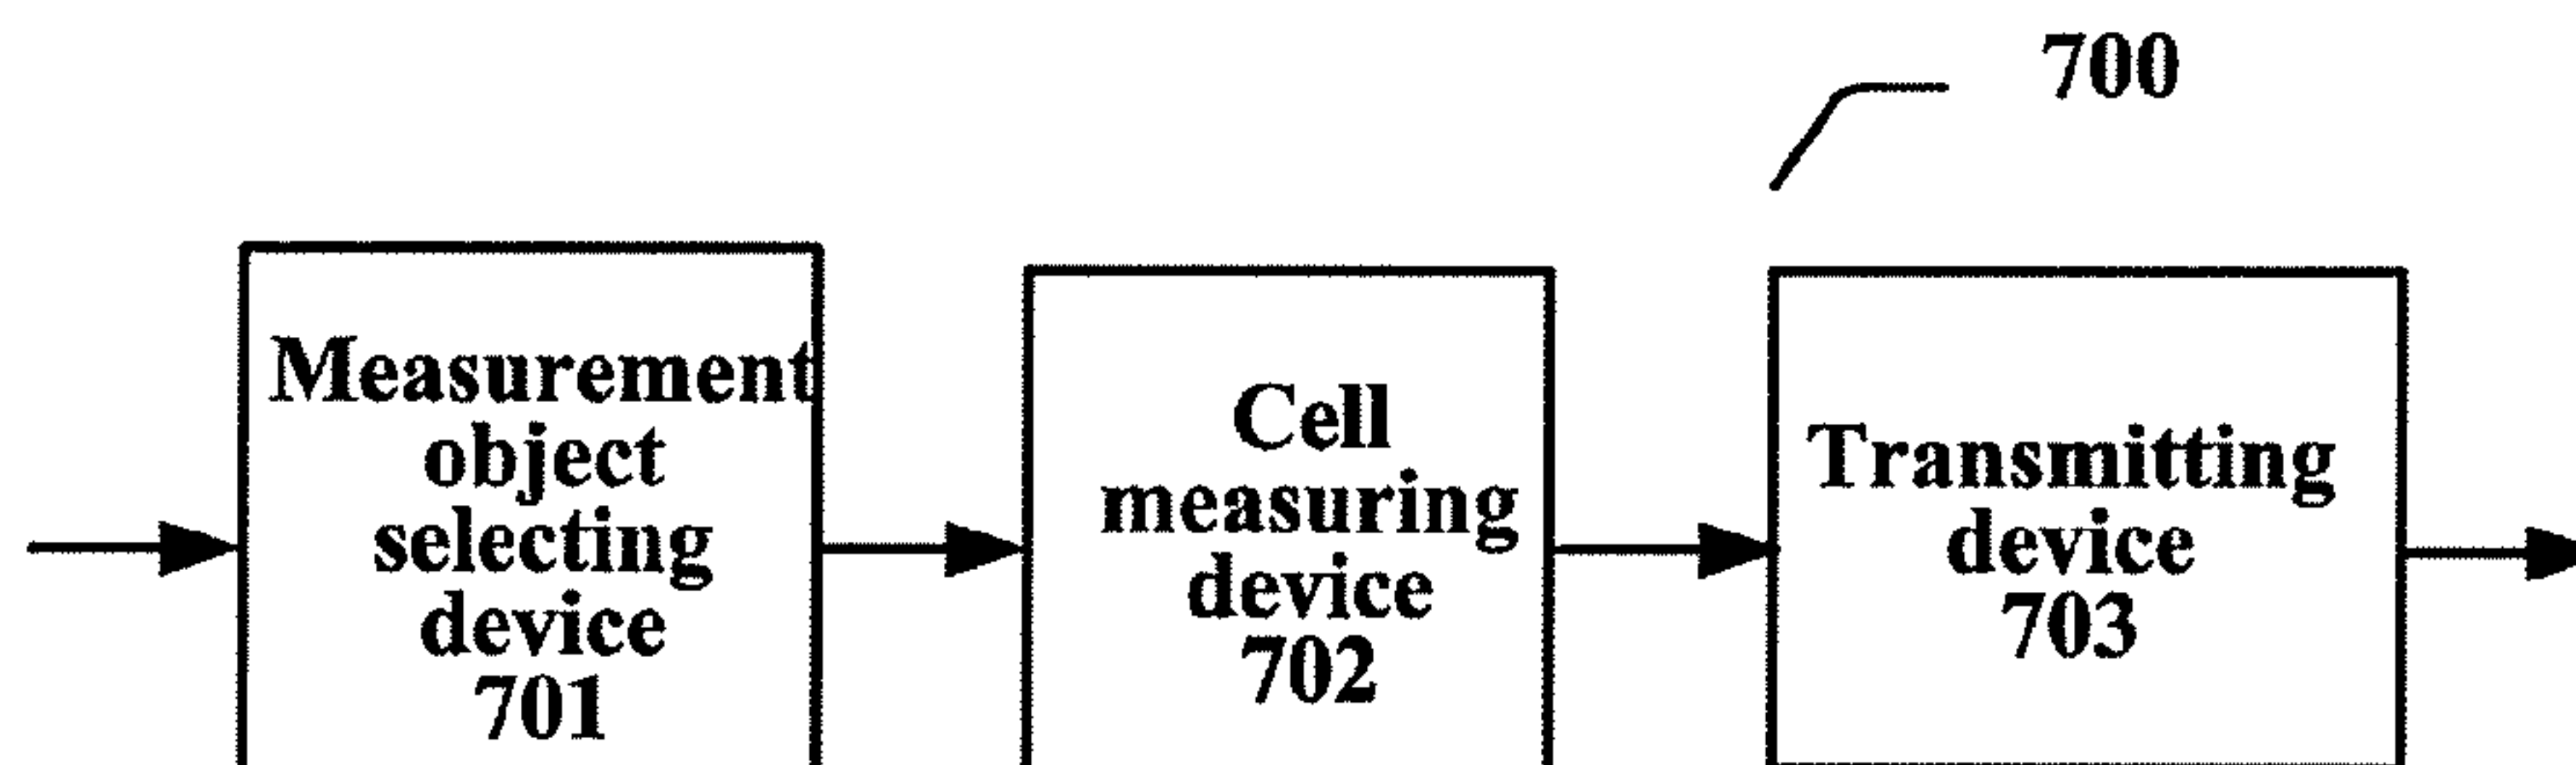 700
Measurement
object
selecting
device
701
Cell
measuring
device
702
Transmitting
device
703